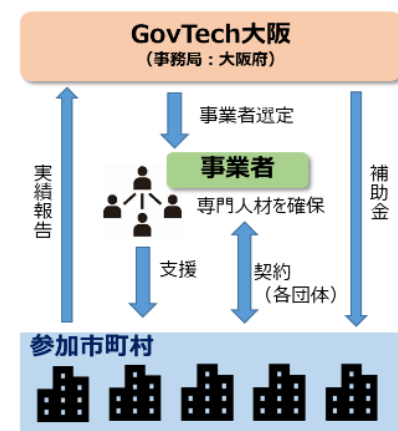 GovTech大阪
（事務局：大阪府）
事業者選定
事業者
専門人材を確保
実績報告
補助金
支援
契約
（各団体）
参加市町村